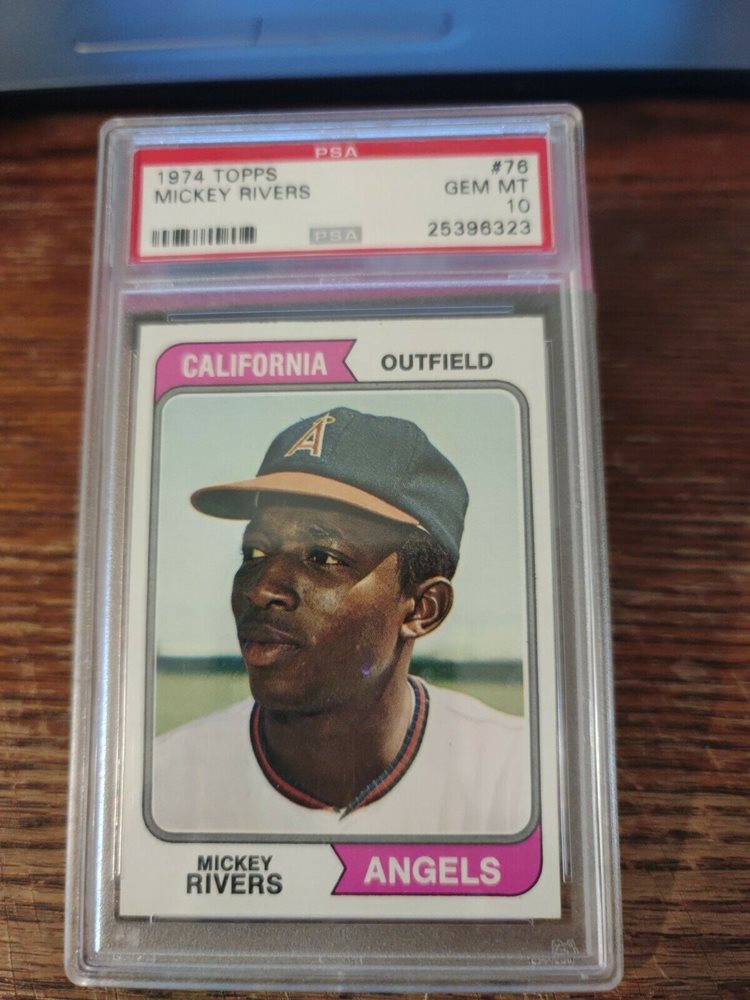 PSA
1974 TOPPS #76
MICKEY RIVERS GEM MT
10
PSA 25396323
CALIFORNIA OUTFIELD
A
MICKEY
RIVERS
ANGELS